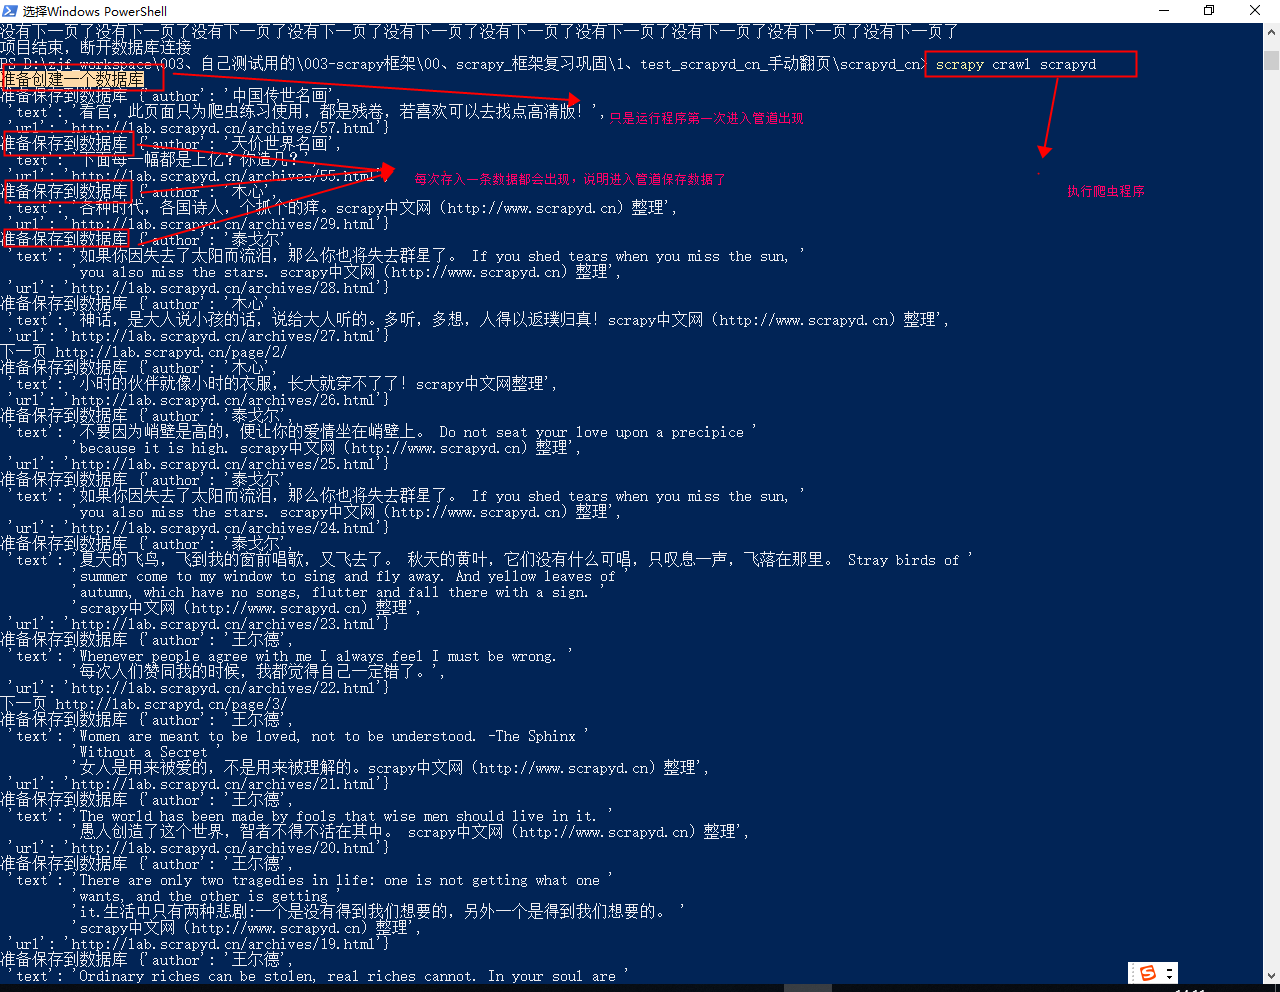 选择Windows PowerShell
没有下一页了没有下一页了没有下一页了没有下一页了没有下一页了没有下一页了没有下一页了没有下一页了没有下一页了没有下一页了
项目结束，断开数据库连接
PS D:\zjf_workspace\003、自己测试用的\003-scrapy框架\00、scrapy_框架复习巩固\1、test_scrapyd_cn_手动翻页\scrapyd_cn> scrapy crawl scrapyd
准备创建一个数据库
准备保存到数据库 {'author': '中国传世名画',
'text': '看官，此页面只为爬虫练习使用，都是残卷，若喜欢可以去找点高清版！',
只是运行程序第一次进入管道出现
'url': 'http://lab.scrapyd.cn/archives/57.html'}
准备保存到数据库 {'author': '天价世界名画',
'text': '下面每一幅都是上亿？你造几？',
'url': 'http://lab.scrapyd.cn/archives/55.html'}
每次存入一条数据都会出现，说明进入管道保存数据了
准备保存到数据库 {'author': '木心',
执行爬虫程序
'text': '各种时代，各国诗人，个抓个的痒。scrapy中文网（http://www.scrapyd.cn）整理',
'url': 'http://lab.scrapyd.cn/archives/29.html'}
准备保存到数据库 {'author': '泰戈尔',
'text': '如果你因失去了太阳而流泪，那么你也将失去群星了。 If you shed tears when you miss the sun, '
'you also miss the stars. scrapy中文网（http://www.scrapyd.cn）整理',
'url': 'http://lab.scrapyd.cn/archives/28.html'}
准备保存到数据库 {'author': '木心',
'text': '神话，是大人说小孩的话，说给大人听的。多听，多想，人得以返璞归真！scrapy中文网（http://www.scrapyd.cn）整理',
'url': 'http://lab.scrapyd.cn/archives/27.html'}
下一页 http://lab.scrapyd.cn/page/2/
准备保存到数据库 {'author': '木心',
'text': '小时的伙伴就像小时的衣服，长大就穿不了了！scrapy中文网整理',
'url': 'http://lab.scrapyd.cn/archives/26.html'}
准备保存到数据库 {'author': '泰戈尔',
'text': '不要因为峭壁是高的，便让你的爱情坐在峭壁上。 Do not seat your love upon a precipice '
'because it is high. scrapy中文网（http://www.scrapyd.cn）整理',
'url': 'http://lab.scrapyd.cn/archives/25.html'}
准备保存到数据库 {'author': '泰戈尔',
'text': '如果你因失去了太阳而流泪，那么你也将失去群星了。 If you shed tears when you miss the sun, '
'you also miss the stars. scrapy中文网（http://www.scrapyd.cn）整理',
'url': 'http://lab.scrapyd.cn/archives/24.html'}
准备保存到数据库 {'author': '泰戈尔',
'text': '夏天的飞鸟，飞到我的窗前唱歌，又飞去了。 秋天的黄叶，它们没有什么可唱，只叹息一声，飞落在那里。 Stray birds of '
'summer come to my window to sing and fly away. And yellow leaves of '
'autumn, which have no songs, flutter and fall there with a sign. '
'scrapy中文网（http://www.scrapyd.cn）整理',
'url': 'http://lab.scrapyd.cn/archives/23.html'}
准备保存到数据库 {'author': '王尔德',
'text': 'Whenever people agree with me I always feel I must be wrong. '
'每次人们赞同我的时候，我都觉得自己一定错了。',
'url': 'http://lab.scrapyd.cn/archives/22.html'}
下一页 http://lab.scrapyd.cn/page/3/
准备保存到数据库 {'author': '王尔德',
'text': 'Women are meant to be loved, not to be understood. -The Sphinx '
'Without a Secret '
'女人是用来被爱的，不是用来被理解的。scrapy中文网（http://www.scrapyd.cn）整理',
'url': 'http://lab.scrapyd.cn/archives/21.html'}
准备保存到数据库 {'author': '王尔德',
'text': 'The world has been made by fools that wise men should live in it. '
'愚人创造了这个世界，智者不得不活在其中。 scrapy中文网（http://www.scrapyd.cn）整理',
'url': 'http://lab.scrapyd.cn/archives/20.html'}
准备保存到数据库 {'author': '王尔德',
'text': 'There are only two tragedies in life: one is not getting what one '
'wants, and the other is getting '
'it.生活中只有两种悲剧:一个是没有得到我们想要的，另外一个是得到我们想要的。 '
'scrapy中文网（http://www.scrapyd.cn）整理',
'url': 'http://lab.scrapyd.cn/archives/19.html'}
准备保存到数据库 {'author': '王尔德',
'text': 'Ordinary riches can be stolen, real riches cannot. In your soul are '